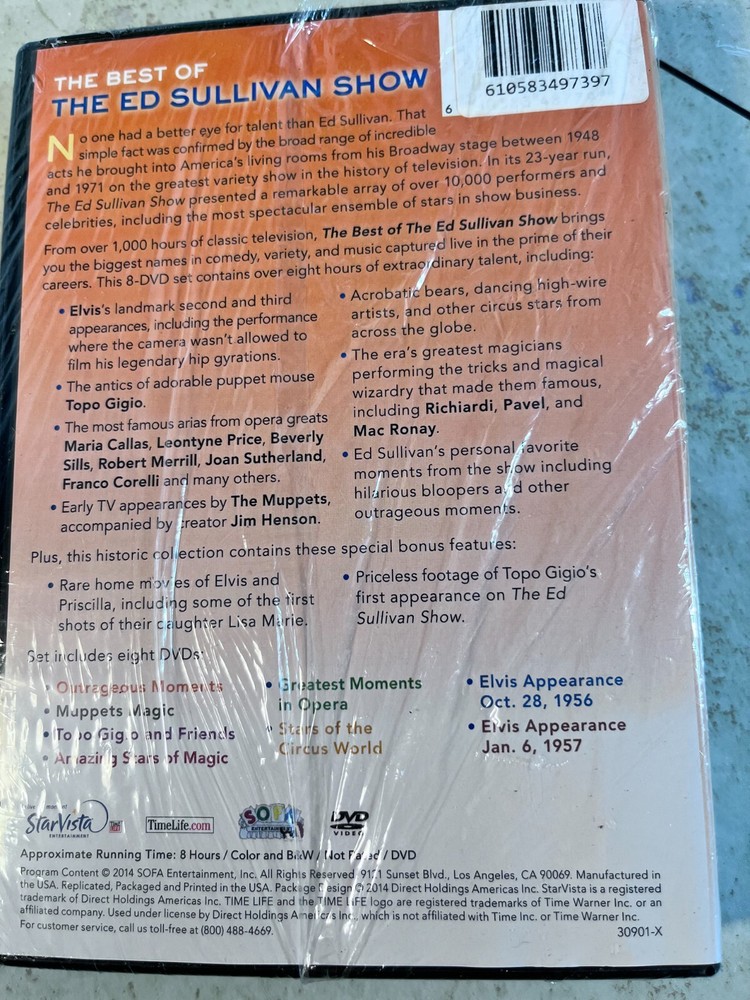 6 610583497397
THE BEST OF
THE ED SULLIVAN SHOW
No one had a better eye for talent than Ed Sullivan. That
simple fact was confirmed by the broad range of incredible
acts he brought into America's living rooms from his Broadway stage between 1948
and 1971 on the greatest variety show in the history of television. In its 23-year run,
The Ed Sullivan Show presented a remarkable array of over 10,000 performers and
celebrities, including the most spectacular ensemble of stars in show business.
From over 1,000 hours of classic television, The Best of The Ed Sullivan Show brings
you the biggest names in comedy, variety, and music captured live in the prime of their
careers. This 8-DVD set contains over eight hours of extraordinary talent, including:
• Elvis's landmark second and third
appearances, including the performance
where the camera wasn't allowed to
film his legendary hip gyrations.
• The antics of adorable puppet mouse
Topo Gigio.
• The most famous arias from opera greats
Maria Callas, Leontyne Price, Beverly
Sills, Robert Merrill, Joan Sutherland,
Franco Corelli and many others.
• Early TV appearances by The Muppets,
accompanied by creator Jim Henson.
• Acrobatic bears, dancing high-wire
artists, and other circus stars from
across the globe.
• The era's greatest magicians
performing the tricks and magical
wizardry that made them famous,
including Richiardi, Pavel, and
Mac Ronay.
• Ed Sullivan's personal favorite
moments from the show including
hilarious bloopers and other
outrageous moments.
Plus, this historic collection contains these special bonus features:
• Rare home movies of Elvis and
Priscilla, including some of the first
shots of their daughter Lisa Marie.
• Priceless footage of Topo Gigio's
first appearance on The Ed
Sullivan Show.
Set includes eight DVDs:
• Outrageous Moments
• Muppets Magic
• Topo Gigio and Friends
• Amazing Stars of Magic
• Greatest Moments
in Opera
• Stars of the
Circus World
• Elvis Appearance
Oct. 28, 1956
• Elvis Appearance
Jan. 6, 1957
StarVista
ENTERTAINMENT
TimeLife.com
SOFA
ENTERTAINMENT
DVD
VIDEO
Approximate Running Time: 8 Hours / Color and B&W / Not Rated / DVD
Program Content © 2014 SOFA Entertainment, Inc. All Rights Reserved 9121 Sunset Blvd., Los Angeles, CA 90069. Manufactured in
the USA. Replicated, Packaged and Printed in the USA. Package Design © 2014 Direct Holdings Americas Inc. StarVista is a registered
trademark of Direct Holdings Americas Inc. TIME LIFE and the TIME LIFE logo are registered trademarks of Time Warner Inc. or an
affiliated company. Used under license by Direct Holdings Americas Inc., which is not affiliated with Time Inc. or Time Warner Inc.
For customer service, call us toll-free at (800) 488-4669.
30901-X